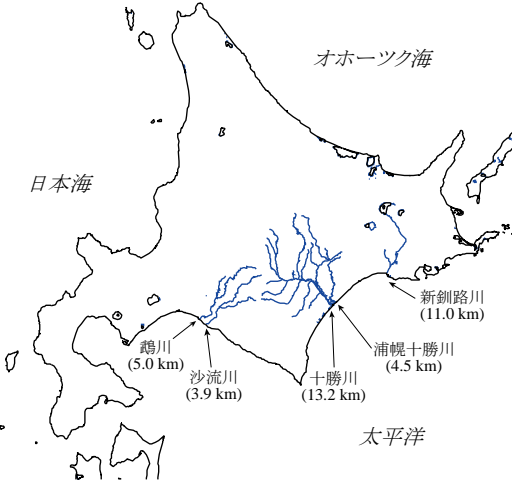 オホーツク海
日本海
新釧路川
(11.0 km)
鵡川
(5.0 km)
浦幌十勝川
(4.5 km)
沙流川
(3.9 km)
十勝川
(13.2 km)
太平洋